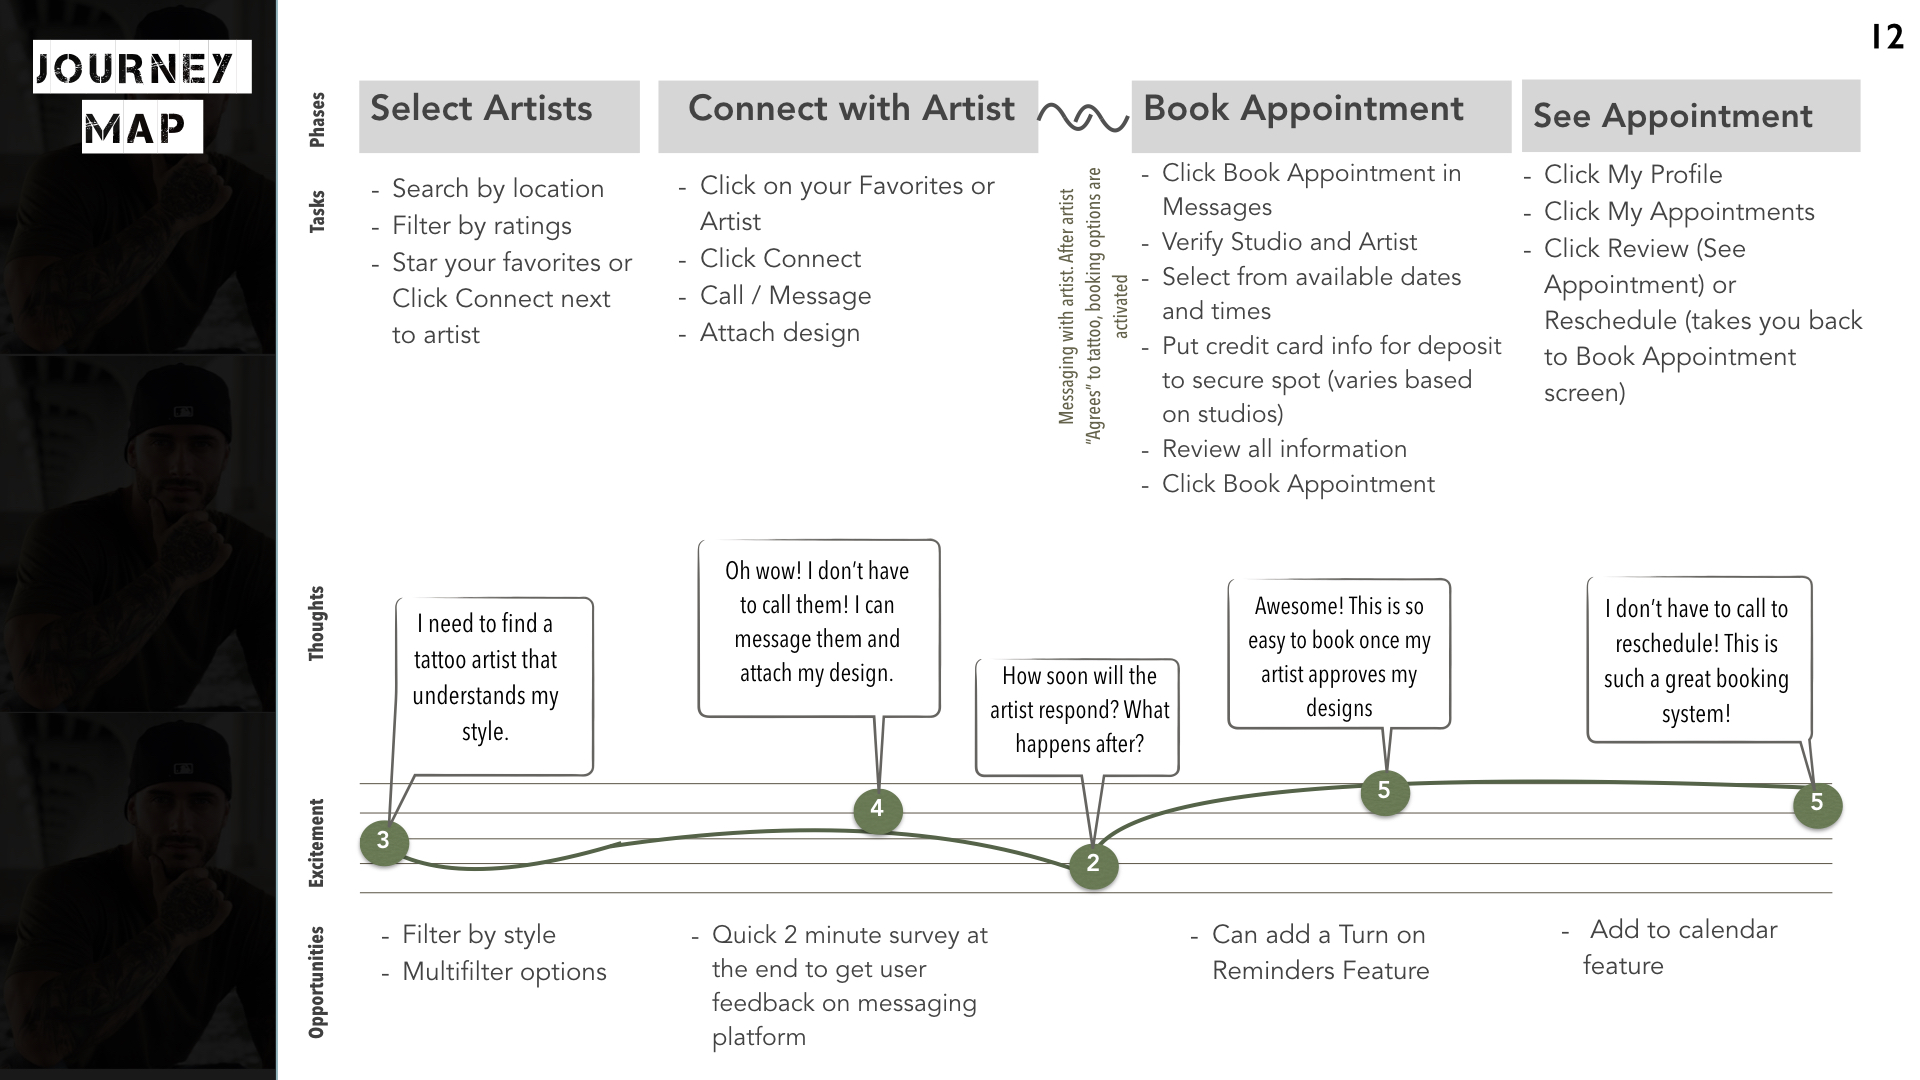 JOURNEY
MAP
12
Phases
Select Artists
Connect with Artist
Book Appointment
See Appointment
Tasks
- Search by location
- Filter by ratings
- Star your favorites or
Click Connect next
to artist
- Click on your Favorites or
Artist
- Click Connect
- Call / Message
- Attach design
Messaging with artist. After artist
"Agrees" to tattoo, booking options are
activated
- Click Book Appointment in
Messages
- Verify Studio and Artist
- Select from available dates
and times
- Put credit card info for deposit
to secure spot (varies based
on studios)
- Review all information
- Click Book Appointment
- Click My Profile
- Click My Appointments
- Click Review (See
Appointment) or
Reschedule (takes you back
to Book Appointment
screen)
Thoughts
I need to find a
tattoo artist that
understands my
style.
Oh wow! I don't have
to call them! I can
message them and
attach my design.
How soon will the
artist respond? What
happens after?
Awesome! This is so
easy to book once my
artist approves my
designs
I don't have to call to
reschedule! This is
such a great booking
system!
Excitement
3
4
2
5
5
Opportunities
- Filter by style
- Multifilter options
- Quick 2 minute survey at
the end to get user
feedback on messaging
platform
- Can add a Turn on
Reminders Feature
- Add to calendar
feature